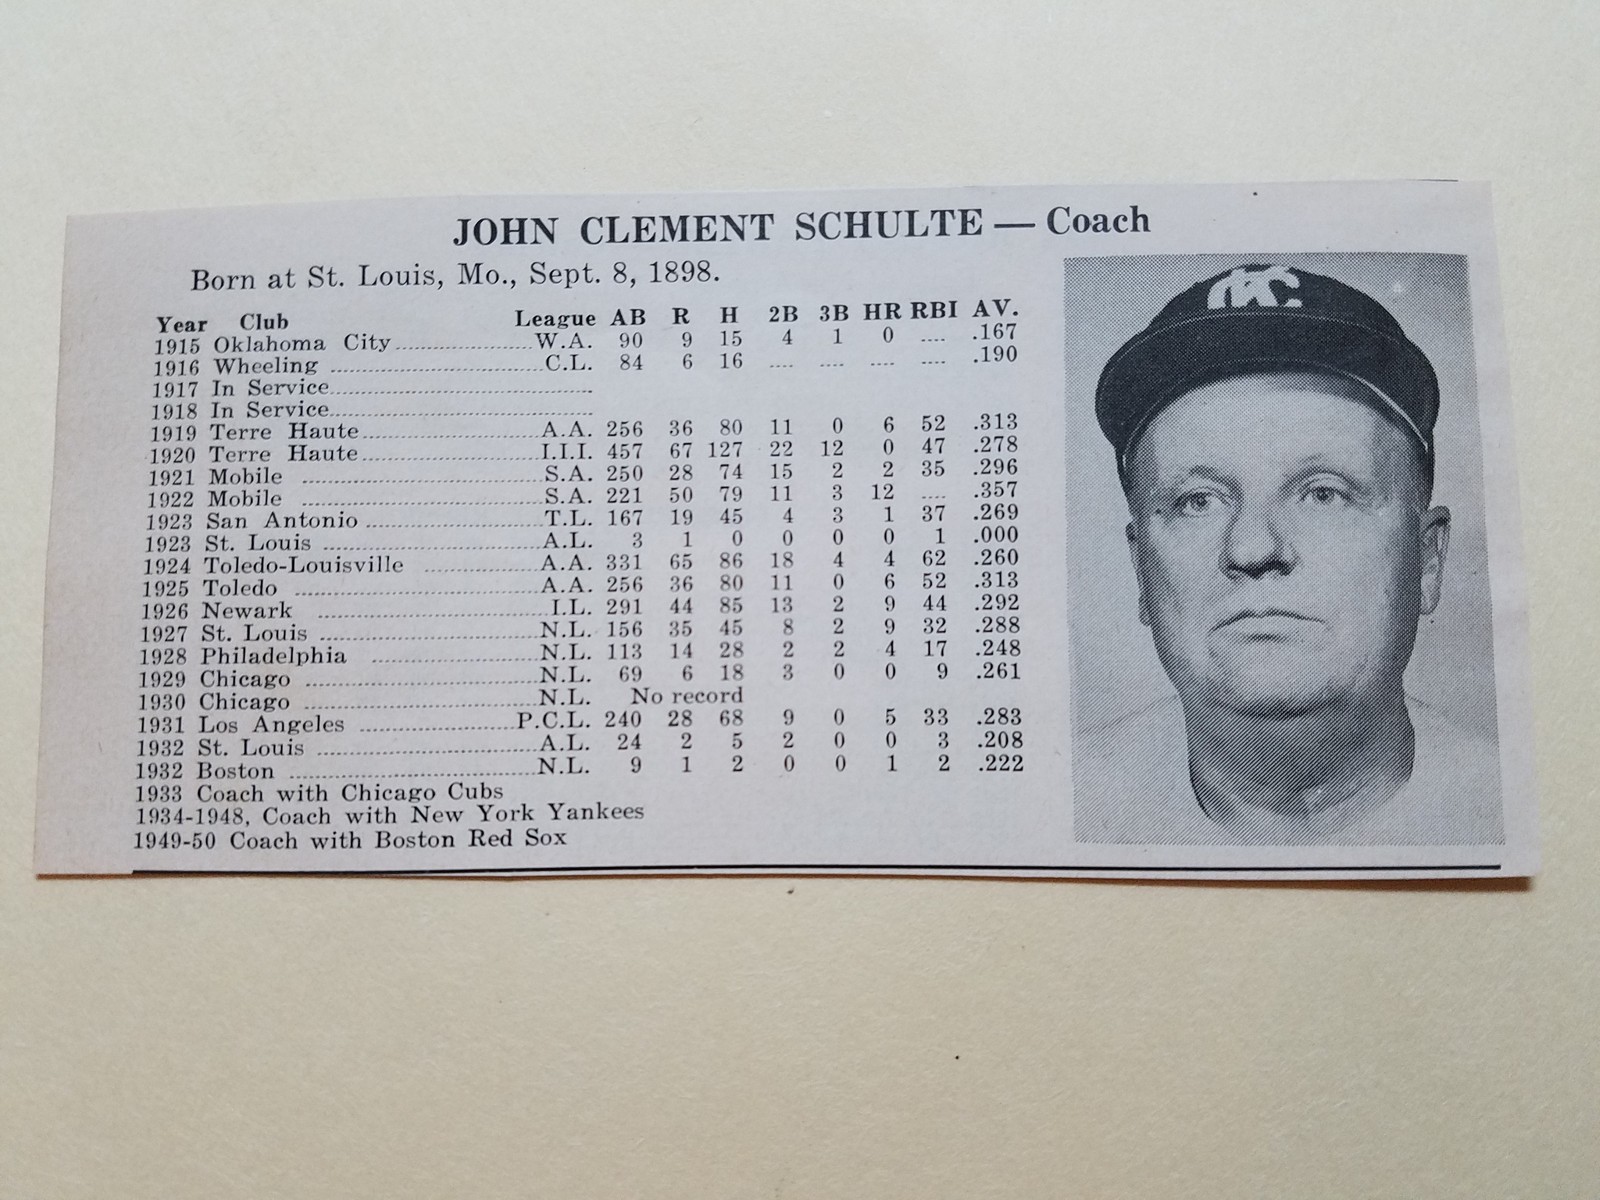 JOHN CLEMENT SCHULTE — Coach
Born at St. Louis, Mo., Sept. 8, 1898.
Year Club League AB R H 2B 3B HR RBI AV.
1915 Oklahoma City ........ W.A. 90 9 15 4 1 0 .... .167
1916 Wheeling ........ C.L. 84 6 16 .... .... .... .... .190
1917 In Service ........
1918 In Service ........
1919 Terre Haute ........ A.A. 256 36 80 11 0 6 52 .313
1920 Terre Haute ........ I.I.I. 457 67 127 22 12 0 47 .278
1921 Mobile ........ S.A. 250 28 74 15 2 2 35 .296
1922 Mobile ........ S.A. 221 50 79 11 3 12 .... .357
1923 San Antonio ........ T.L. 167 19 45 4 3 1 37 .269
1923 St. Louis ........ A.L. 3 1 0 0 0 0 1 .000
1924 Toledo-Louisville ........ A.A. 331 65 86 18 4 4 62 .260
1925 Toledo ........ A.A. 256 36 80 11 0 6 52 .313
1926 Newark ........ I.L. 291 44 85 13 2 9 44 .292
1927 St. Louis ........ N.L. 156 35 45 8 2 9 32 .288
1928 Philadelphia ........ N.L. 113 14 28 2 2 4 17 .248
1929 Chicago ........ N.L. 69 6 18 3 0 0 9 .261
1930 Chicago ........ N.L. No record
1931 Los Angeles ........ P.C.L. 240 28 68 9 0 5 33 .283
1932 St. Louis ........ A.L. 24 2 5 2 0 0 3 .208
1932 Boston ........ N.L. 9 1 2 0 0 1 2 .222
1933 Coach with Chicago Cubs
1934-1948, Coach with New York Yankees
1949-50 Coach with Boston Red Sox